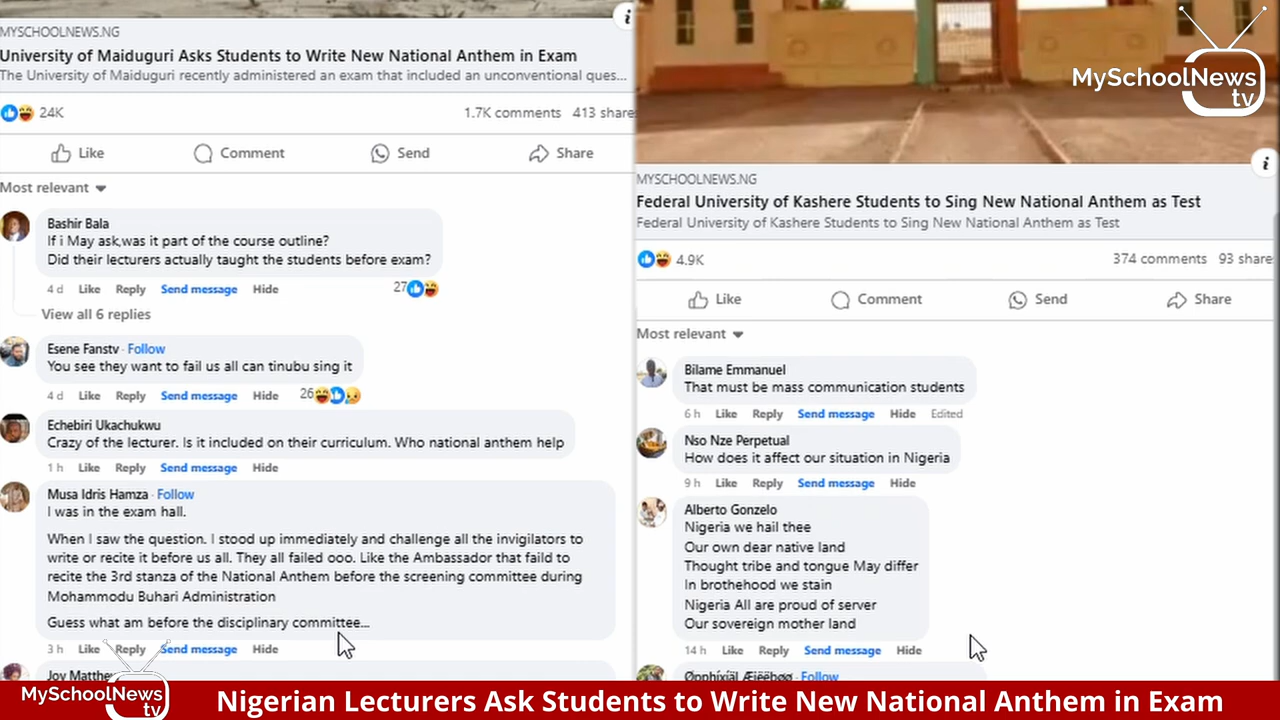 MYSCHOOLNEWS.NG
University of Maiduguri Asks Students to Write New National Anthem in Exam
The University of Maiduguri recently administered an exam that included an unconventional ques...
24K 1.7K comments 413 share
Like Comment Send Share
Most relevant
Bashir Bala
If i May ask,was it part of the course outline?
Did their lecturers actually taught the students before exam?
4 d Like Reply Send message Hide 27
View all 6 replies
Esene Fanstv · Follow
You see they want to fail us all can tinubu sing it
4 d Like Reply Send message Hide 26
Echebiri Ukachukwu
Crazy of the lecturer. Is it included on their curriculum. Who national anthem help
1 h Like Reply Send message Hide
Musa Idris Hamza · Follow
I was in the exam hall.
When I saw the question. I stood up immediately and challenge all the invigilators to
write or recite it before us all. They all failed ooo. Like the Ambassador that faild to
recite the 3rd stanza of the National Anthem before the screening committee during
Mohammodu Buhari Administration
Guess what am before the disciplinary committee...
3 h Like Reply Send message Hide
Joy Matthe
MySchoolNews
tv
MYSCHOOLNEWS.NG
Federal University of Kashere Students to Sing New National Anthem as Test
Federal University of Kashere Students to Sing New National Anthem as Test
4.9K 374 comments 93 share
Like Comment Send Share
Most relevant
Bilame Emmanuel
That must be mass communication students
6 h Like Reply Send message Hide Edited
Nso Nze Perpetual
How does it affect our situation in Nigeria
9 h Like Reply Send message Hide
Alberto Gonzelo
Nigeria we hail thee
Our own dear native land
Thought tribe and tongue May differ
In brothehood we stain
Nigeria All are proud of server
Our sovereign mother land
14 h Like Reply Send message Hide
Follow
MySchoolNews
tv
Nigerian Lecturers Ask Students to Write New National Anthem in Exam